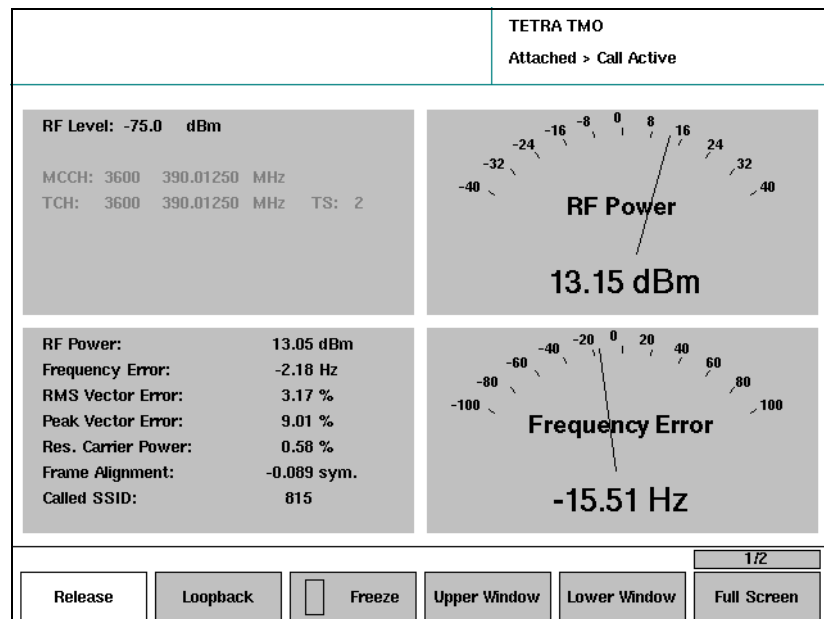 TETRA TMO
Attached > Call Active
RF Level: -75.0 dBm
MCCH: 3600 390.01250 MHz
TCH: 3600 390.01250 MHz TS: 2
-40 -32 -24 -16 -8 0 8 16 24 32 40
RF Power
13.15 dBm
RF Power: 13.05 dBm
Frequency Error: -2.18 Hz
RMS Vector Error: 3.17 %
Peak Vector Error: 9.01 %
Res. Carrier Power: 0.58 %
Frame Alignment: -0.089 sym.
Called SSID: 815
-100 -80 -60 -40 -20 0 20 40 60 80 100
Frequency Error
-15.51 Hz
1/2
Release Loopback Freeze Upper Window Lower Window Full Screen